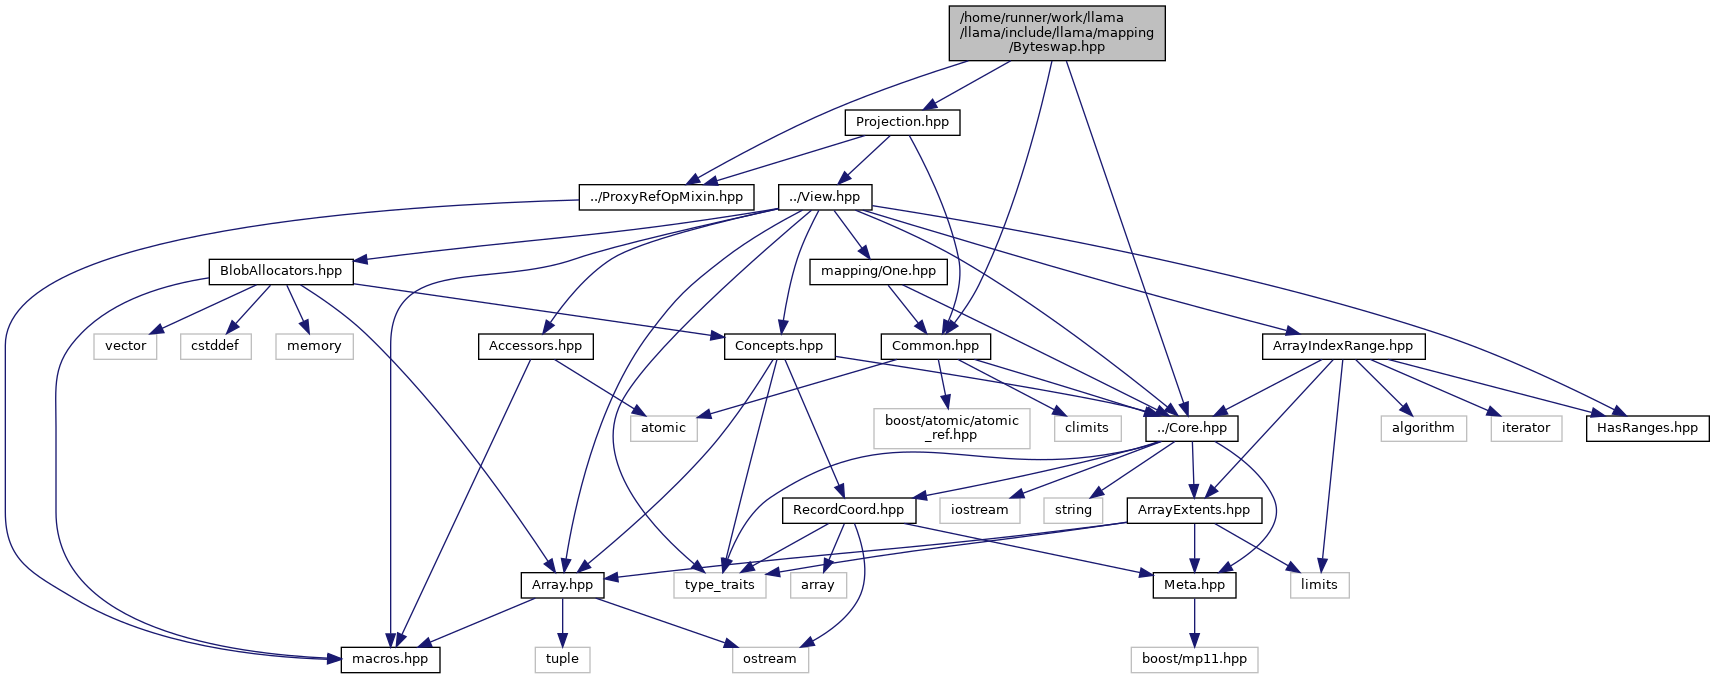 /home/runner/work/llama
/llama/include/llama/mapping
/Byteswap.hpp
Projection.hpp
../ProxyRefOpMixin.hpp
../View.hpp
BlobAllocators.hpp
mapping/One.hpp
vector
cstddef
memory
Accessors.hpp
Concepts.hpp
Common.hpp
ArrayIndexRange.hpp
atomic
boost/atomic/atomic
_ref.hpp
climits
../Core.hpp
algorithm
iterator
HasRanges.hpp
RecordCoord.hpp
iostream
string
ArrayExtents.hpp
Array.hpp
type_traits
array
Meta.hpp
limits
macros.hpp
tuple
ostream
boost/mp11.hpp